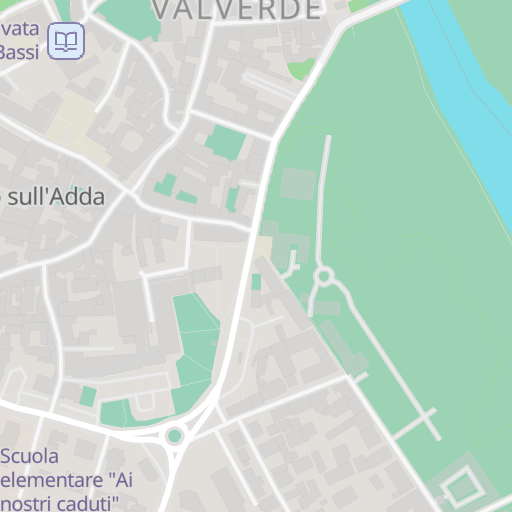 VALVERDE
vata
Bassi
sull'Adda
Scuola
elementare "Ai
nostri caduti"